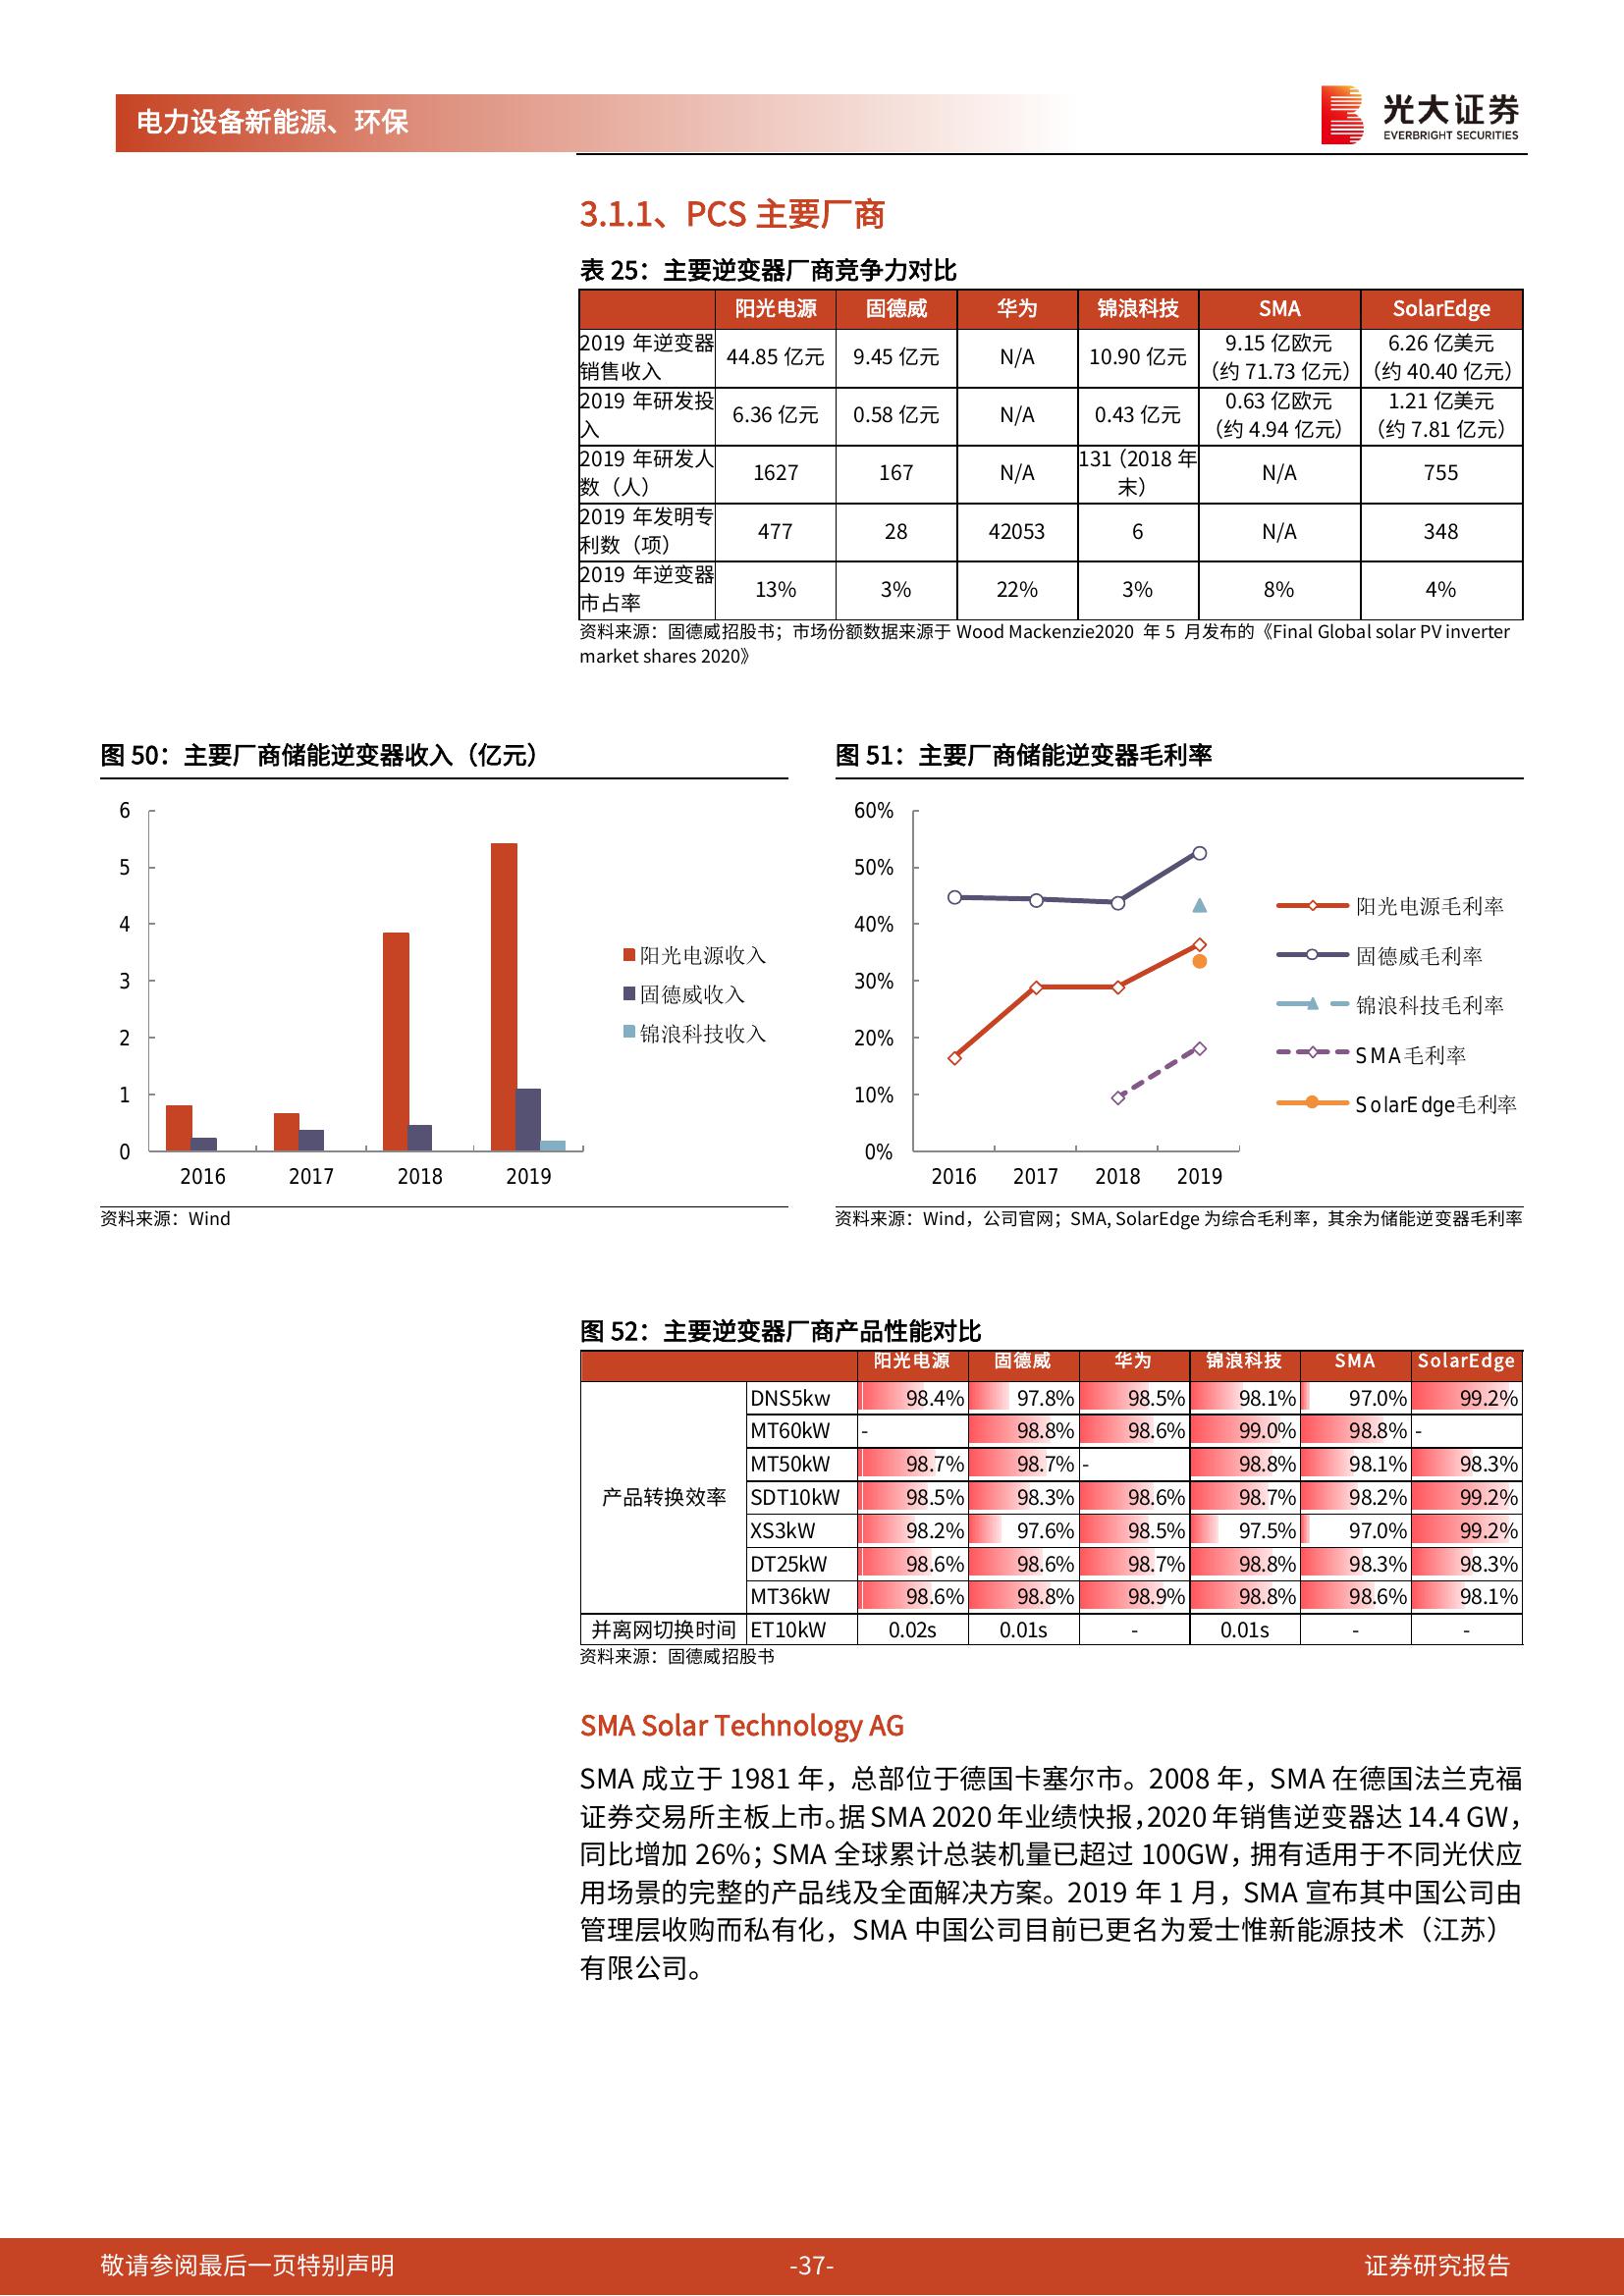 电力设备新能源、环保
光大证券
EVERBRIGHT SECURITIES
3.1.1、PCS 主要厂商
表 25：主要逆变器厂商竞争力对比
阳光电源 固德威 华为 锦浪科技 SMA SolarEdge
2019 年逆变器销售收入 44.85 亿元 9.45 亿元 N/A 10.90 亿元 9.15 亿欧元（约 71.73 亿元） 6.26 亿美元（约 40.40 亿元）
2019 年研发投入 6.36 亿元 0.58 亿元 N/A 0.43 亿元 0.63 亿欧元（约 4.94 亿元） 1.21 亿美元（约 7.81 亿元）
2019 年研发人数（人） 1627 167 N/A 131（2018 年末） N/A 755
2019 年发明专利数（项） 477 28 42053 6 N/A 348
2019 年逆变器市占率 13% 3% 22% 3% 8% 4%
资料来源：固德威招股书；市场份额数据来源于 Wood Mackenzie2020 年 5 月发布的《Final Global solar PV inverter
market shares 2020》
图 50：主要厂商储能逆变器收入（亿元）
6
5
4
3
2
1
0
2016 2017 2018 2019
阳光电源收入
固德威收入
锦浪科技收入
资料来源：Wind
图 51：主要厂商储能逆变器毛利率
60%
50%
40%
30%
20%
10%
0%
2016 2017 2018 2019
阳光电源毛利率
固德威毛利率
锦浪科技毛利率
SMA毛利率
SolarEdge毛利率
资料来源：Wind，公司官网；SMA, SolarEdge 为综合毛利率，其余为储能逆变器毛利率
图 52：主要逆变器厂商产品性能对比
阳光电源 固德威 华为 锦浪科技 SMA SolarEdge
产品转换效率
DNS5kw 98.4% 97.8% 98.5% 98.1% 97.0% 99.2%
MT60kW - 98.8% 98.6% 99.0% 98.8% -
MT50kW 98.7% 98.7% - 98.8% 98.1% 98.3%
SDT10kW 98.5% 98.3% 98.6% 98.7% 98.2% 99.2%
XS3kW 98.2% 97.6% 98.5% 97.5% 97.0% 99.2%
DT25kW 98.6% 98.6% 98.7% 98.8% 98.3% 98.3%
MT36kW 98.6% 98.8% 98.9% 98.8% 98.6% 98.1%
并离网切换时间 ET10kW 0.02s 0.01s - 0.01s - -
资料来源：固德威招股书
SMA Solar Technology AG
SMA 成立于 1981 年，总部位于德国卡塞尔市。2008 年，SMA 在德国法兰克福
证券交易所主板上市。据 SMA 2020 年业绩快报，2020 年销售逆变器达 14.4 GW，
同比增加 26%；SMA 全球累计总装机量已超过 100GW，拥有适用于不同光伏应
用场景的完整的产品线及全面解决方案。2019 年 1 月，SMA 宣布其中国公司由
管理层收购而私有化，SMA 中国公司目前已更名为爱士惟新能源技术（江苏）
有限公司。
敬请参阅最后一页特别声明 -37- 证券研究报告